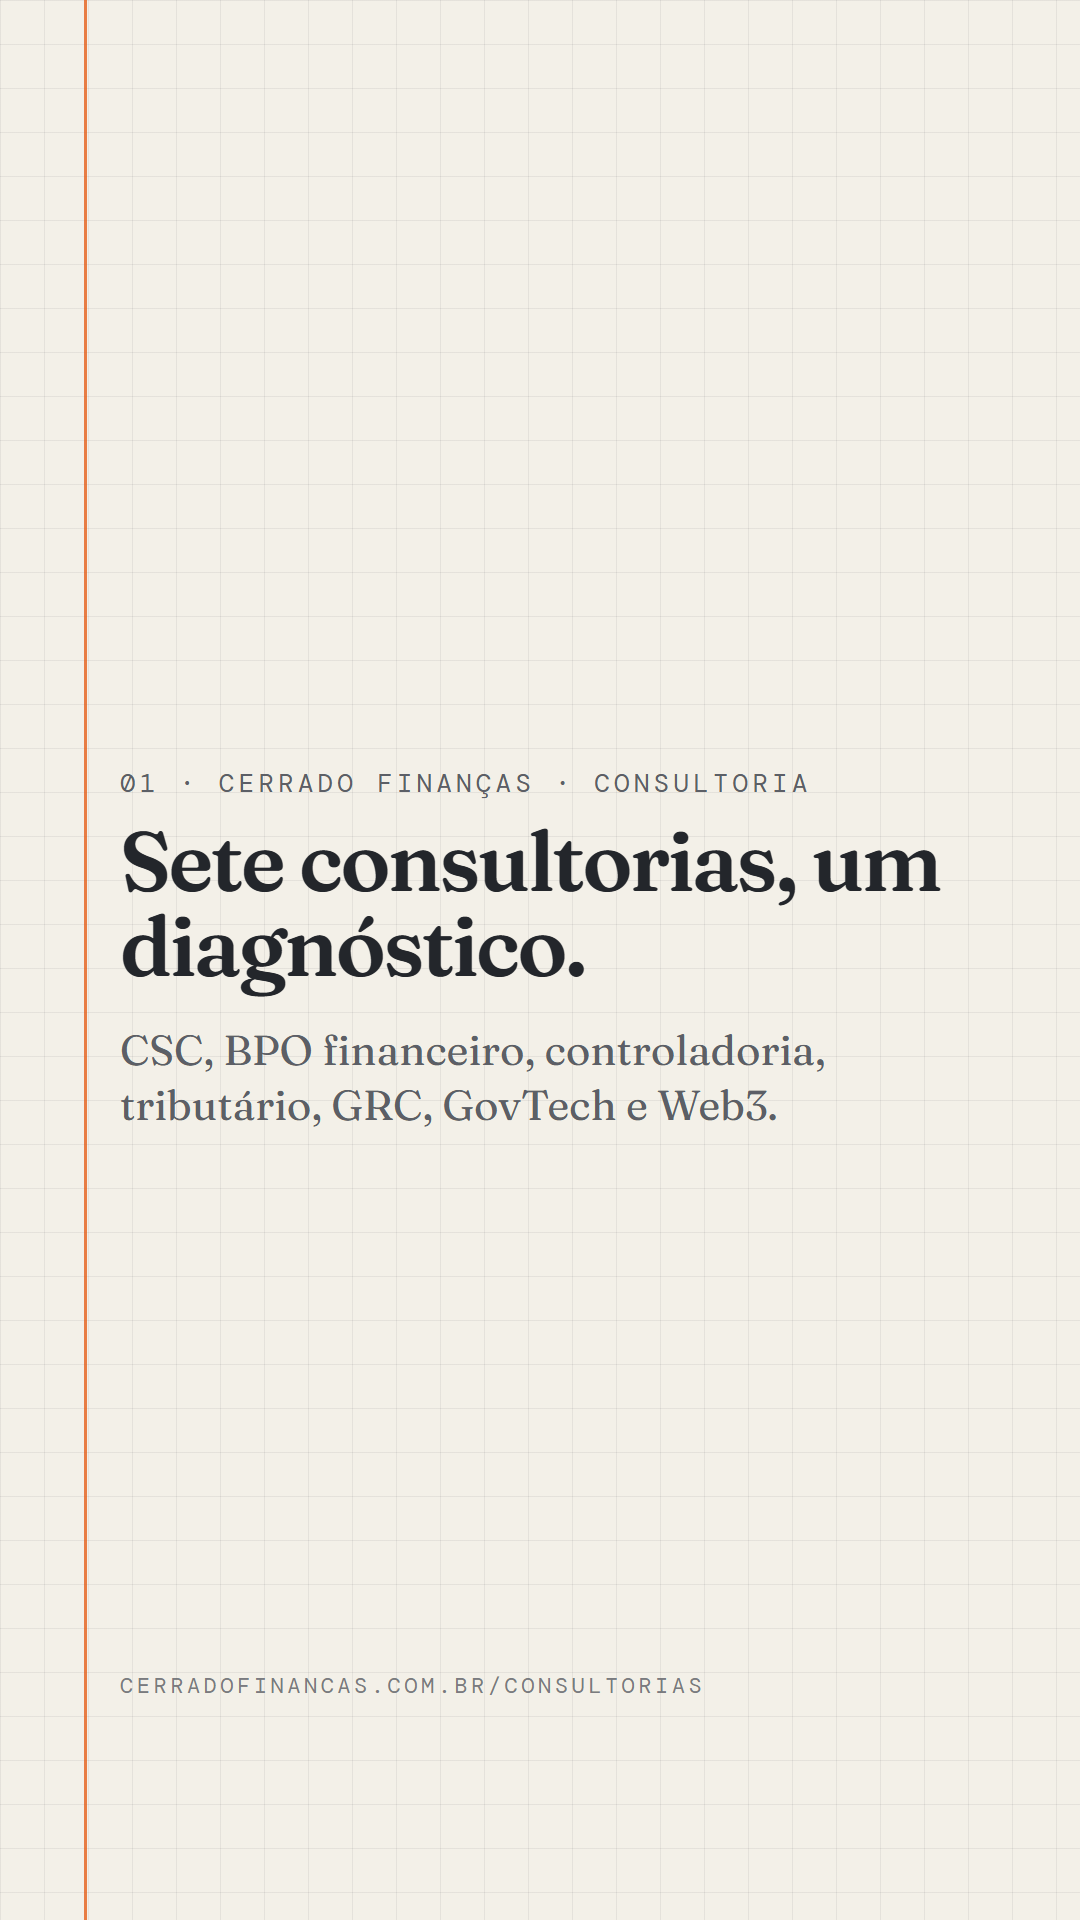 01 · CERRADO FINANÇAS · CONSULTORIA
Sete consultorias, um
diagnóstico.
CSC, BPO financeiro, controladoria,
tributário, GRC, GovTech e Web3.
CERRADOFINANCAS.COM.BR/CONSULTORIAS